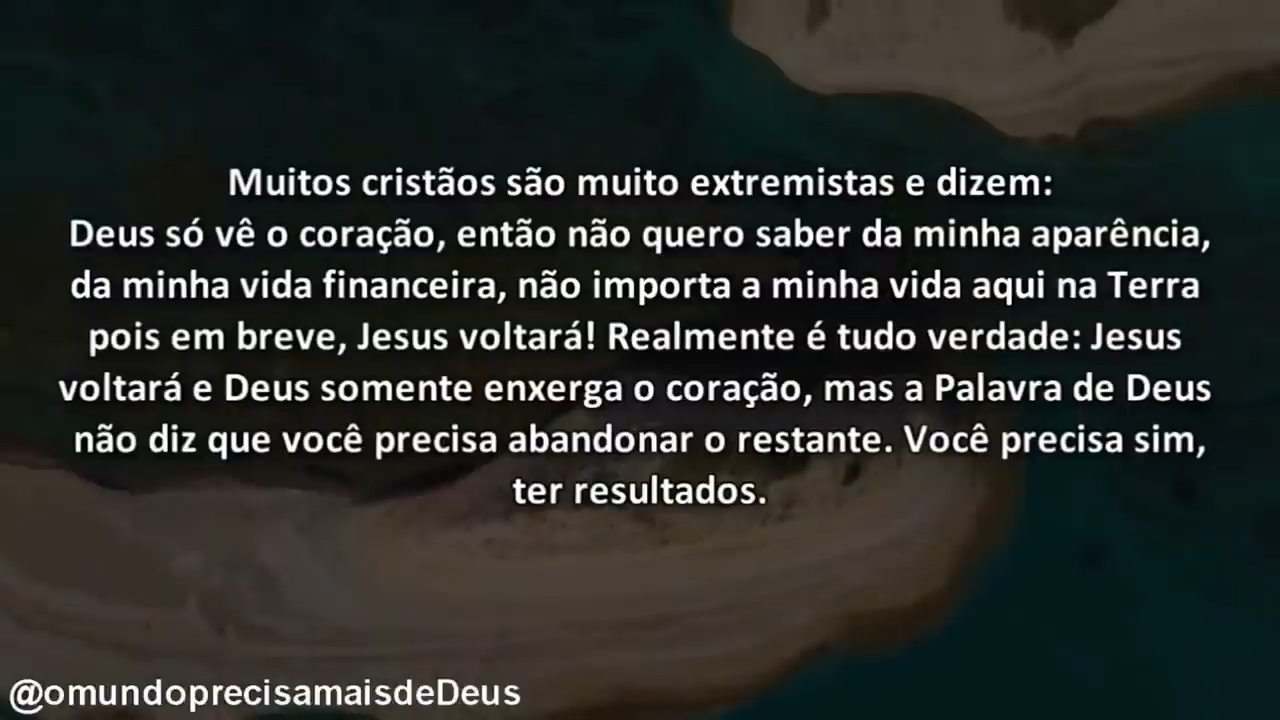 Muitos cristãos são muito extremistas e dizem:
Deus só vê o coração, então não quero saber da minha aparência,
da minha vida financeira, não importa a minha vida aqui na Terra
pois em breve, Jesus voltará! Realmente é tudo verdade: Jesus
voltará e Deus somente enxerga o coração, mas a Palavra de Deus
não diz que você precisa abandonar o restante. Você precisa sim,
ter resultados.
@omundoprecisamaisdeDeus